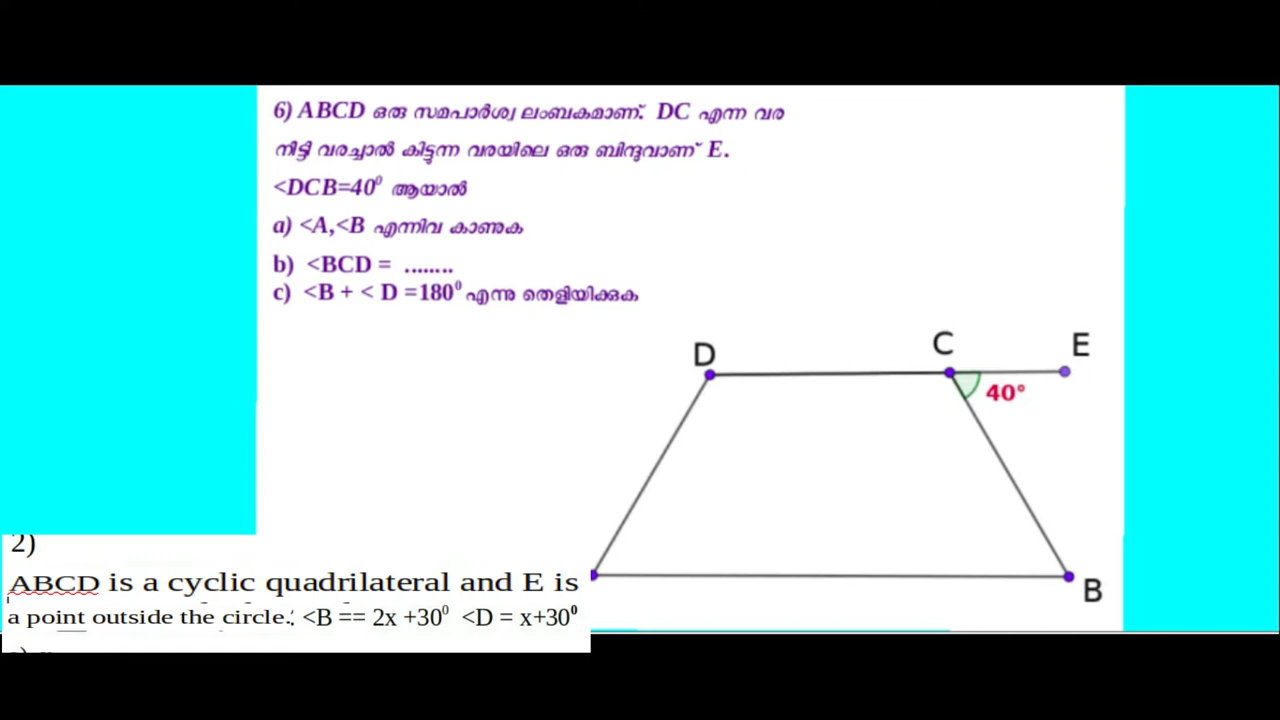 6) ABCD ഒരു സമപാർശ്വ ലംബകമാണ്. DC എന്ന വര
നിട്ടി വരച്ചാൽ കിട്ടുന്ന വരയിലെ ഒരു ബിന്ദുവാണ് E.
<DCB=40⁰ ആയാൽ
a) <A,<B എന്നിവ കാണുക
b) <BCD = ........
c) <B + < D =180⁰ എന്നു തെളിയിക്കുക
D
C
E
40°
B
2)
ABCD is a cyclic quadrilateral and E is
a point outside the circle.; <B == 2x +30⁰ <D = x+30⁰